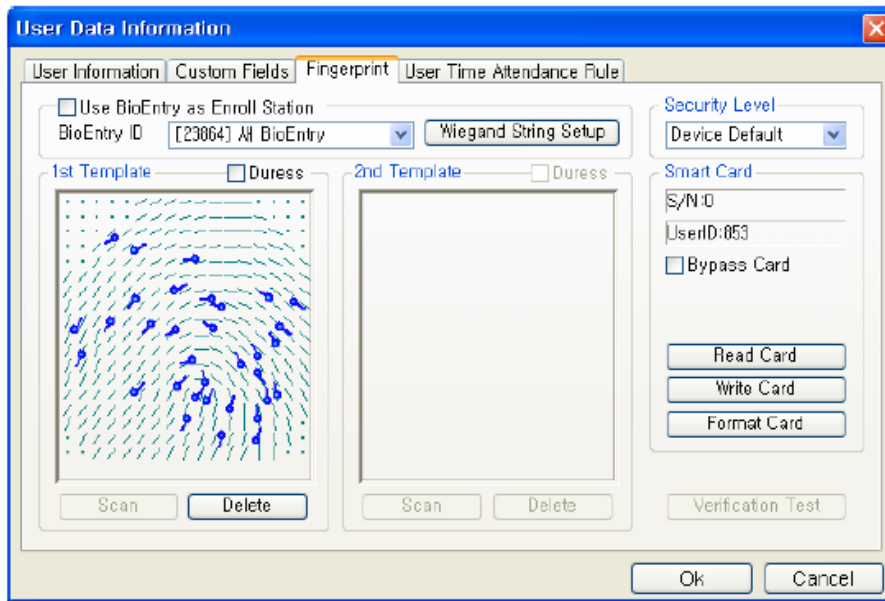 User Data Information
User Information Custom Fields Fingerprint User Time Attendance Rule
Use BioEntry as Enroll Station
BioEntry ID [23864] 새 BioEntry Wiegand String Setup
Security Level
Device Default
1st Template Duress
2nd Template Duress
Smart Card
S/N:0
UserID:853
Bypass Card
Read Card
Write Card
Format Card
Scan Delete
Scan Delete
Verification Test
Ok Cancel